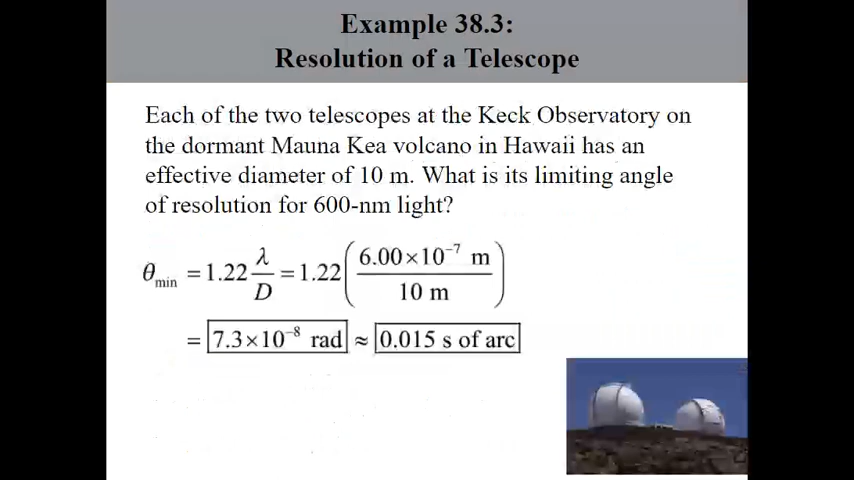 Example 38.3:
Resolution of a Telescope
Each of the two telescopes at the Keck Observatory on
the dormant Mauna Kea volcano in Hawaii has an
effective diameter of 10 m. What is its limiting angle
of resolution for 600-nm light?
θ_min = 1.22 λ/D = 1.22 (6.00×10⁻⁷ m / 10 m)
= 7.3×10⁻⁸ rad ≈ 0.015 s of arc